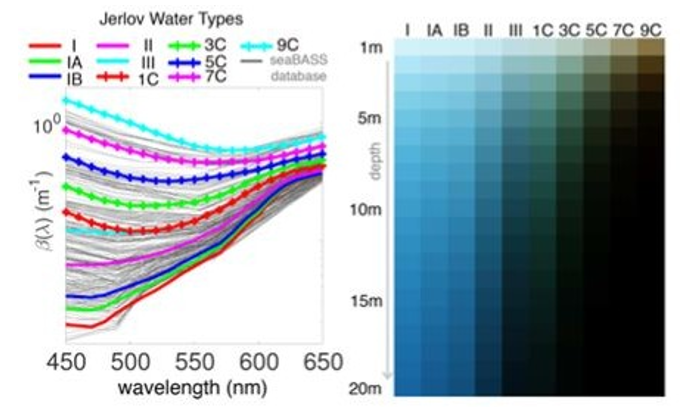 Jerlov Water Types
I II 3C 9C
IA III 5C seaBASS
IB 1C 7C database
10⁰
β(λ) (m⁻¹)
450 500 550 600 650
wavelength (nm)
I IA IB II III 1C 3C 5C 7C 9C
1m
5m
depth
10m
15m
20m